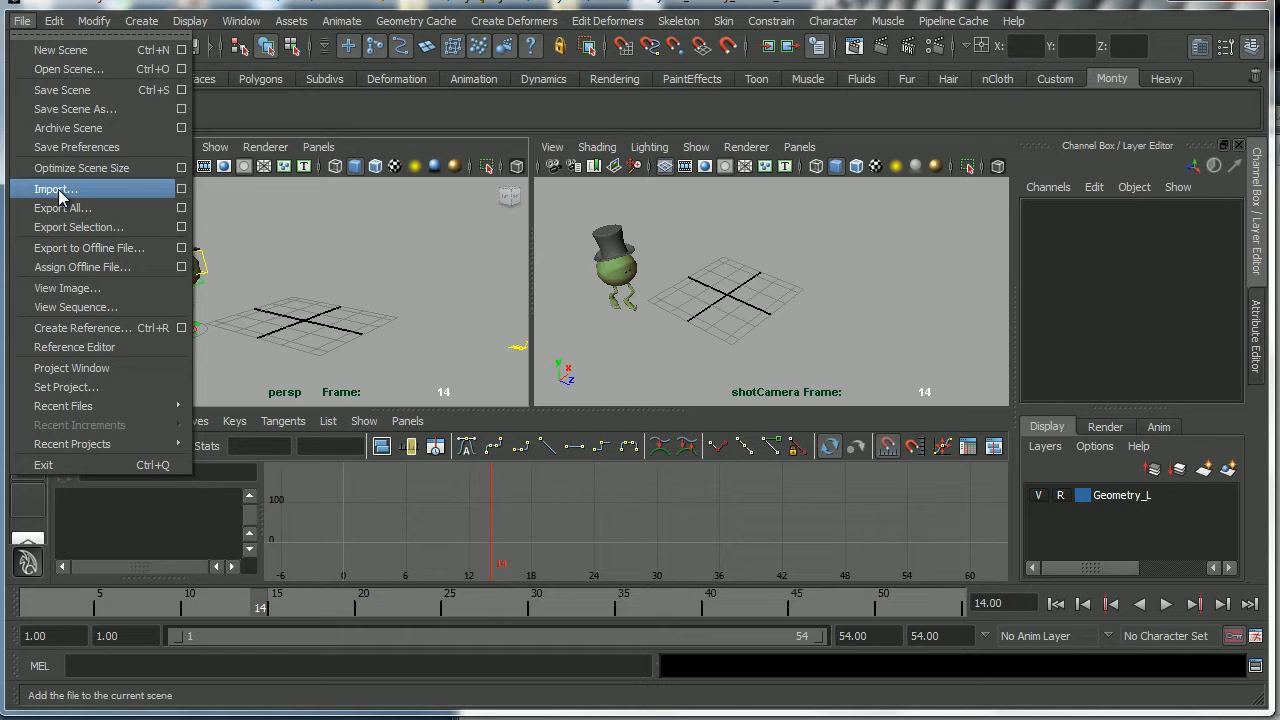 File Edit Modify Create Display Window Assets Animate Geometry Cache Create Deformers Edit Deformers Skeleton Skin Constrain Character Muscle Pipeline Cache Help
X: Y: Z:
Polygons Subdivs Deformation Animation Dynamics Rendering PaintEffects Toon Muscle Fluids Fur Hair nCloth Custom Monty Heavy
New Scene Ctrl+N
Open Scene... Ctrl+O
Save Scene Ctrl+S
Save Scene As...
Archive Scene
Save Preferences
Optimize Scene Size
Import...
Export All...
Export Selection...
Export to Offline File...
Assign Offline File...
View Image...
View Sequence...
Create Reference... Ctrl+R
Reference Editor
Project Window
Set Project...
Recent Files
Recent Increments
Recent Projects
Exit Ctrl+Q
Show Renderer Panels
persp Frame: 14
View Shading Lighting Show Renderer Panels
y x z
shotCamera Frame: 14
Channel Box / Layer Editor
Channels Edit Object Show
Channel Box / Layer Editor
Attribute Editor
Keys Tangents List Show Panels
Stats
100
0
14
-6 0 6 12 18 24 30 36 42 48 54 60
Display Render Anim
Layers Options Help
V R Geometry_L
5 10 14 15 20 25 30 35 40 45 50
14.00
1.00 1.00 1 54 54.00 54.00 No Anim Layer No Character Set
MEL
Add the file to the current scene